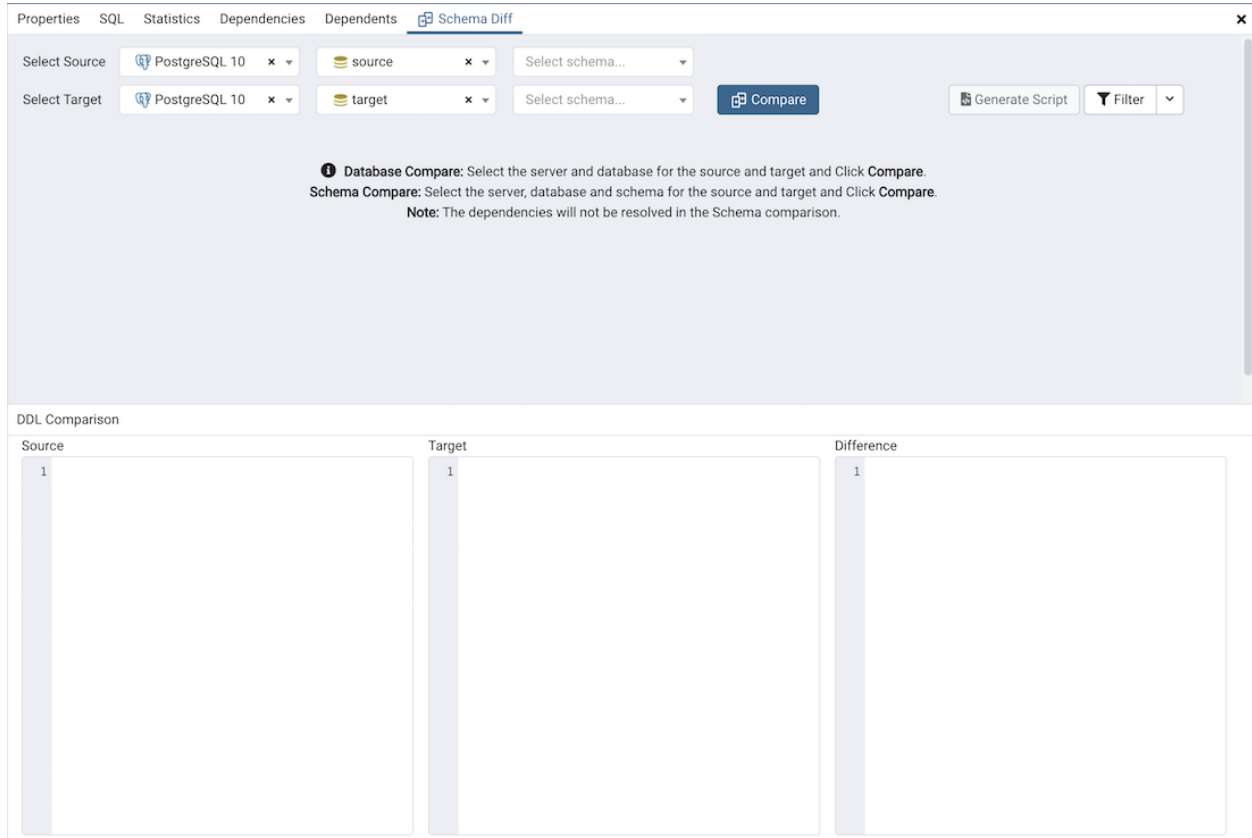 Properties SQL Statistics Dependencies Dependents Schema Diff
Select Source PostgreSQL 10 source Select schema...
Select Target PostgreSQL 10 target Select schema... Compare Generate Script Filter
Database Compare: Select the server and database for the source and target and Click Compare.
Schema Compare: Select the server, database and schema for the source and target and Click Compare.
Note: The dependencies will not be resolved in the Schema comparison.
DDL Comparison
Source Target Difference
1 1 1